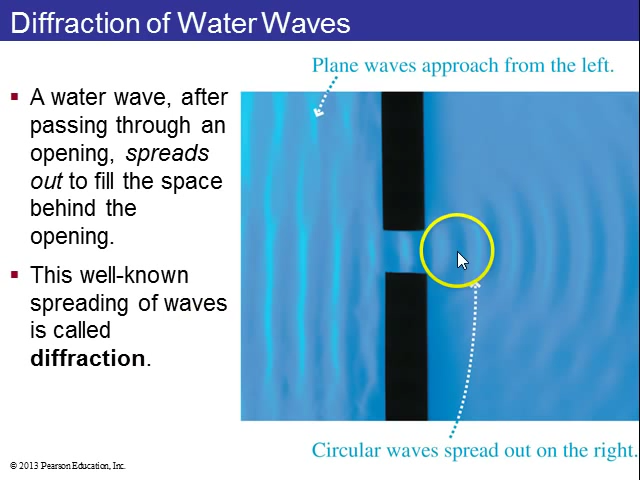 Diffraction of Water Waves
Plane waves approach from the left.
▪ A water wave, after
passing through an
opening, spreads
out to fill the space
behind the
opening.
▪ This well-known
spreading of waves
is called
diffraction.
Circular waves spread out on the right.
© 2013 Pearson Education, Inc.